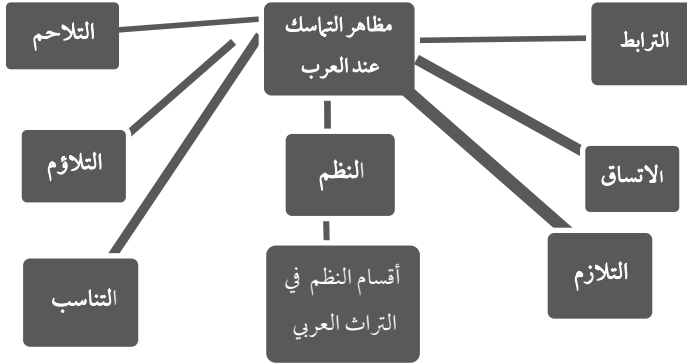 مظاهر التماسك
عند العرب
الترابط
الاتساق
التلازم
النظم
أقسام النظم في
التراث العربي
التلاحم
التلاؤم
التناسب